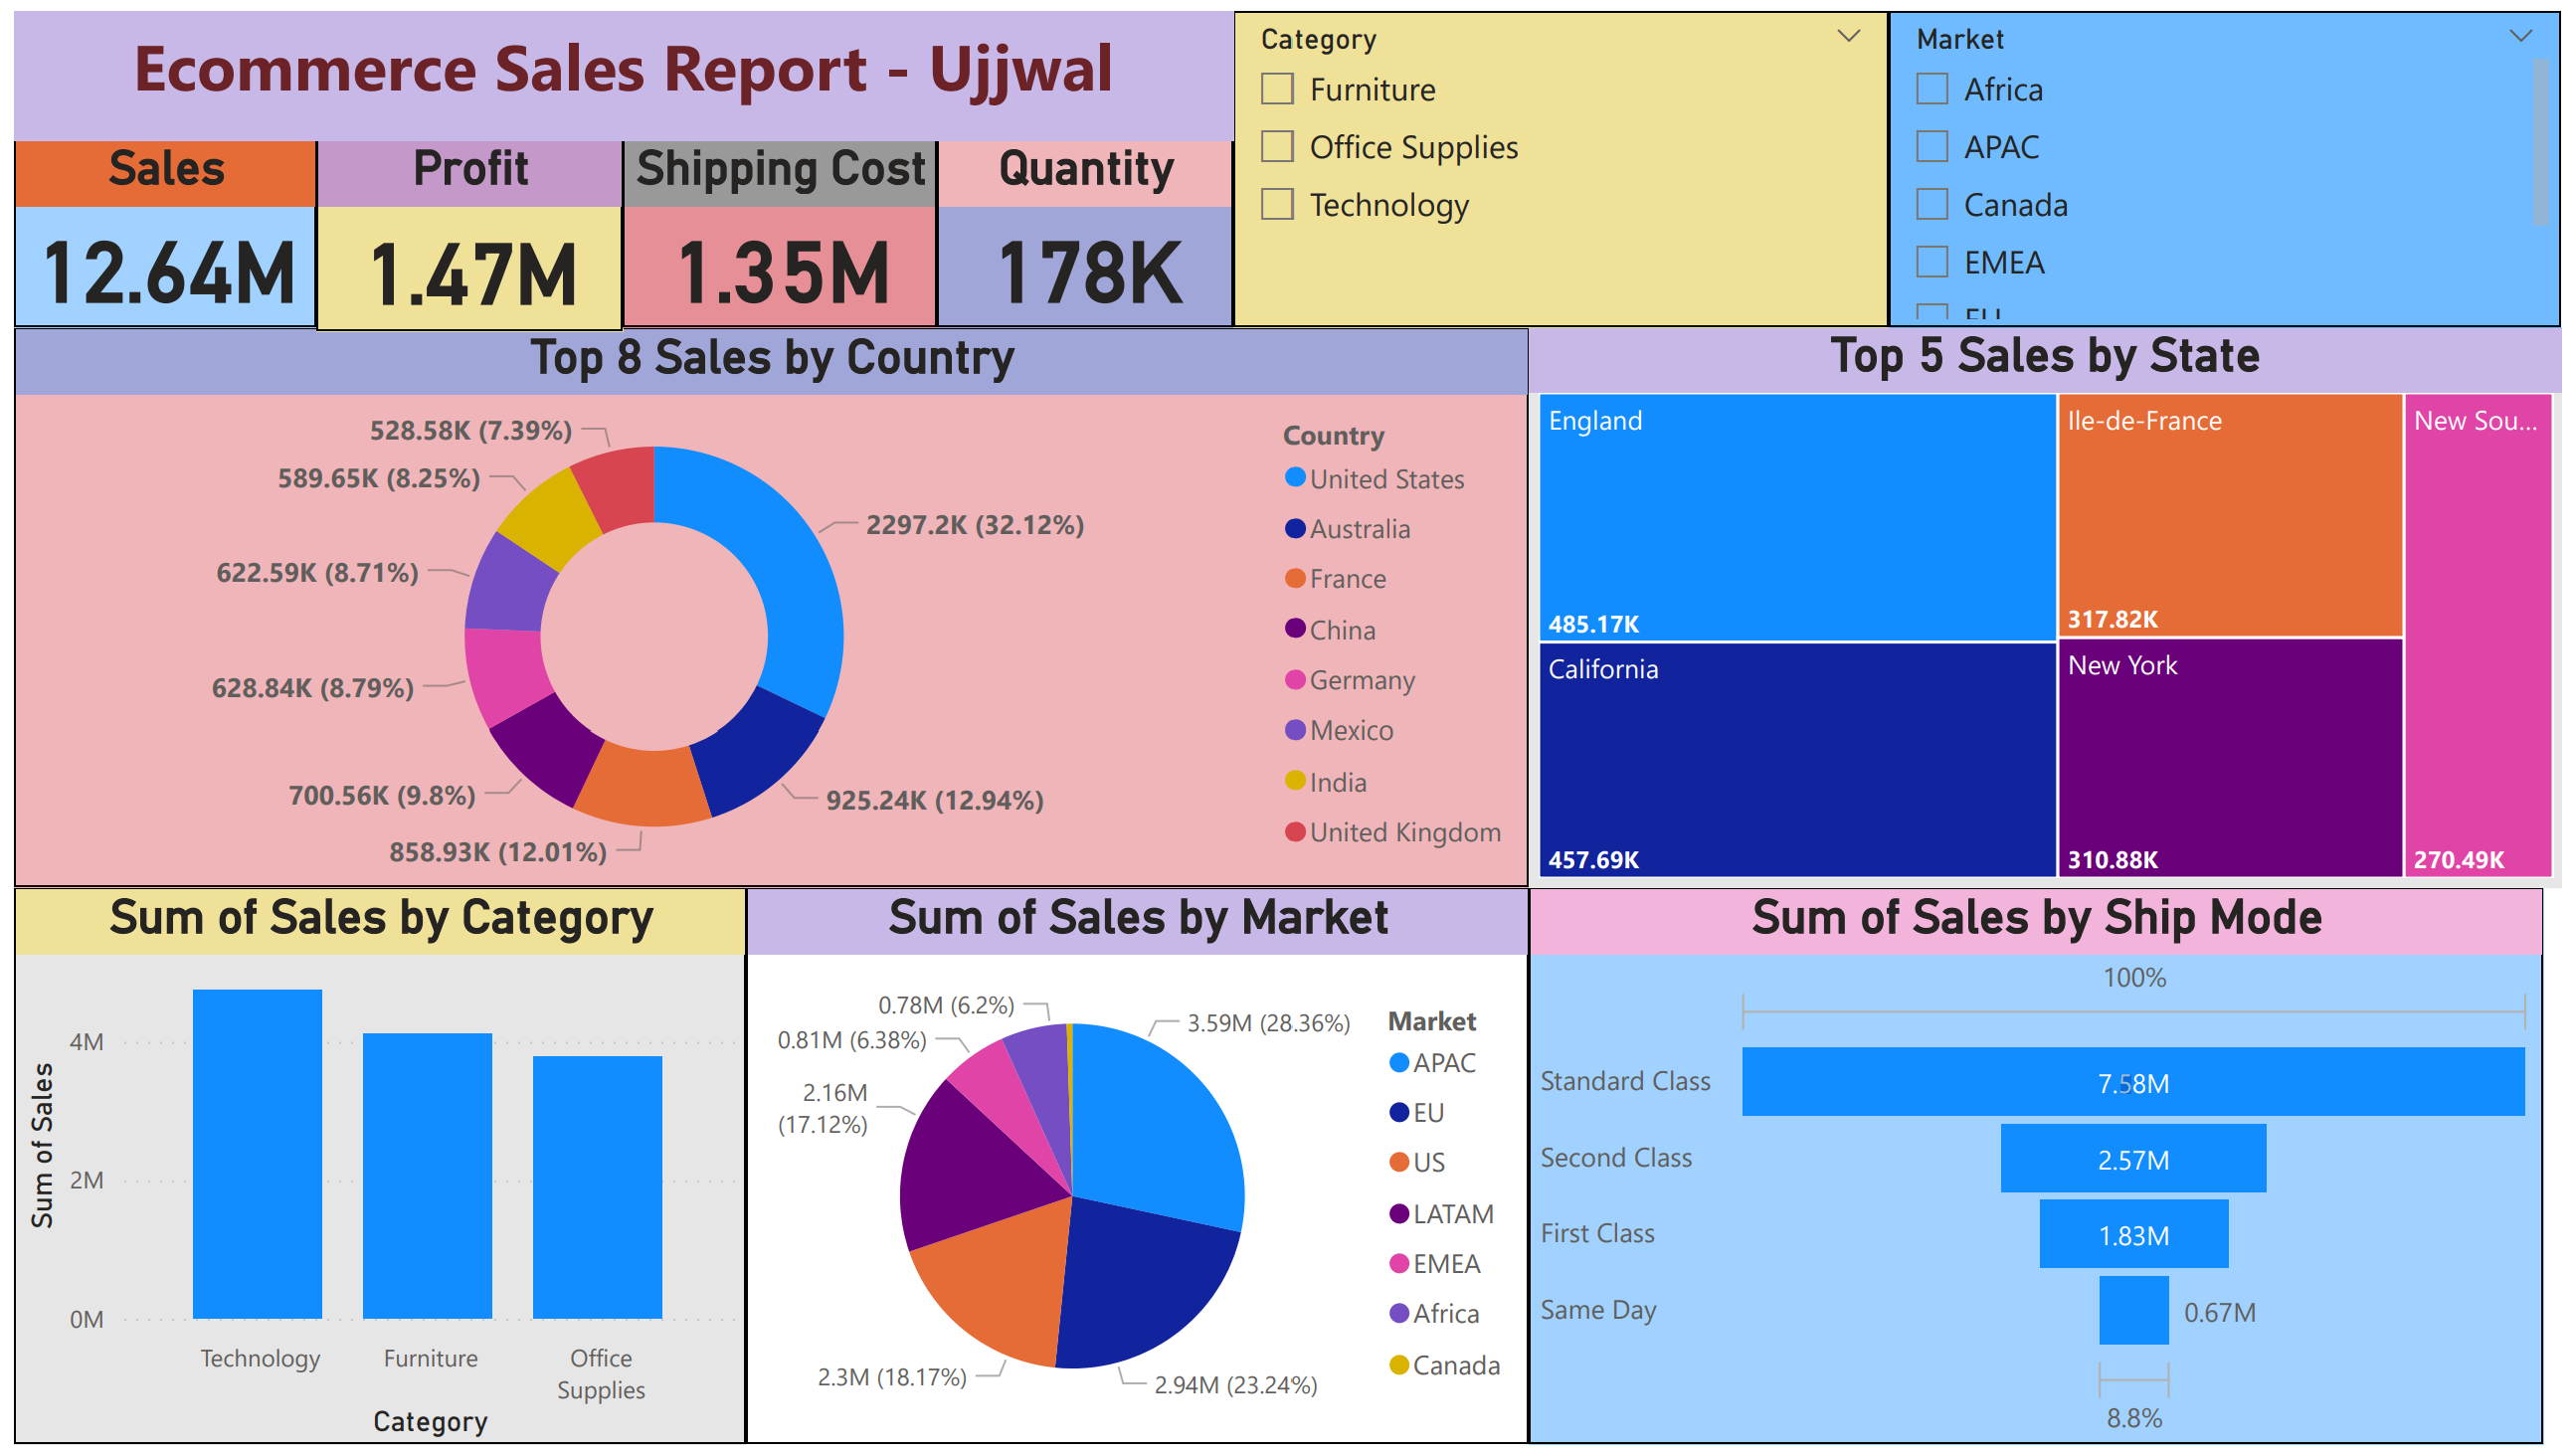 Ecommerce Sales Report - Ujjwal
Sales
Profit
Shipping Cost
Quantity
12.64M
1.47M
1.35M
178K
Category
Furniture
Office Supplies
Technology
Market
Africa
APAC
Canada
EMEA
EU
Top 8 Sales by Country
528.58K (7.39%)
589.65K (8.25%)
622.59K (8.71%)
628.84K (8.79%)
700.56K (9.8%)
858.93K (12.01%)
2297.2K (32.12%)
925.24K (12.94%)
Country
United States
Australia
France
China
Germany
Mexico
India
United Kingdom
Top 5 Sales by State
England
485.17K
California
457.69K
Ile-de-France
317.82K
New York
310.88K
New Sou...
270.49K
Sum of Sales by Category
Sum of Sales
4M
2M
0M
Technology
Furniture
Office
Supplies
Category
Sum of Sales by Market
0.78M (6.2%)
0.81M (6.38%)
2.16M
(17.12%)
2.3M (18.17%)
3.59M (28.36%)
2.94M (23.24%)
Market
APAC
EU
US
LATAM
EMEA
Africa
Canada
Sum of Sales by Ship Mode
100%
Standard Class
7.58M
Second Class
2.57M
First Class
1.83M
Same Day
0.67M
8.8%